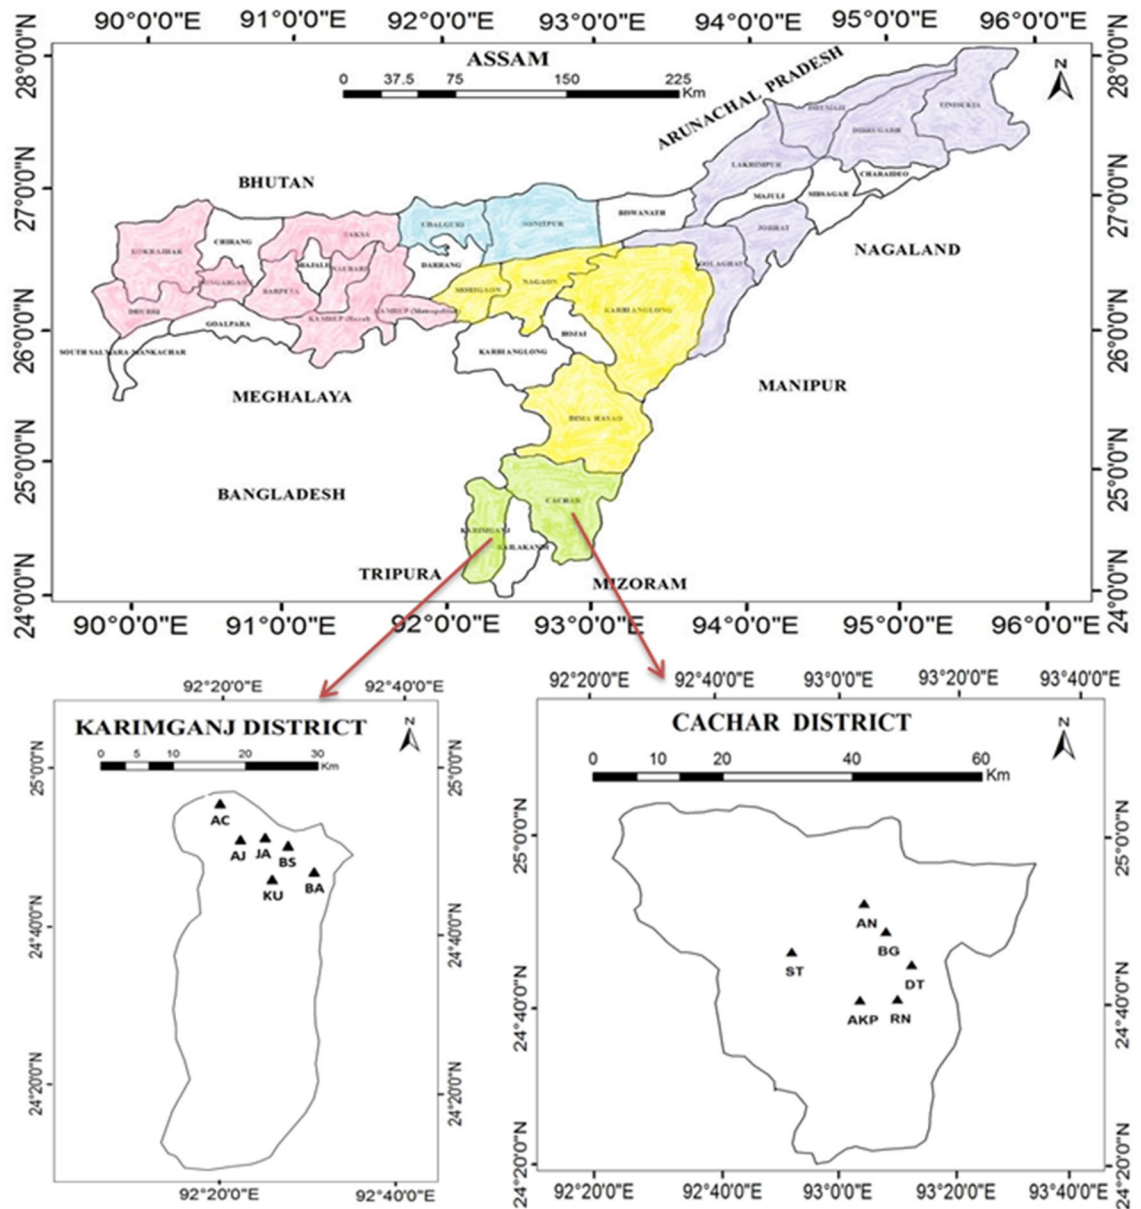 90°0'0"E 91°0'0"E 92°0'0"E 93°0'0"E 94°0'0"E 95°0'0"E 96°0'0"E
28°0'0"N
27°0'0"N
26°0'0"N
25°0'0"N
24°0'0"N
ASSAM
0 37.5 75 150 225
Km
N
28°0'0"N
27°0'0"N
26°0'0"N
25°0'0"N
24°0'0"N
ARUNACHAL PRADESH
DHEMAJI
TINSUKIA
DIBRUGARH
LAKHIMPUR
CHARAIDEO
MAJULI
SIBSAGAR
BHUTAN
BISWANATH
UDALGURI
SONITPUR
JORHAT
BAKSA
KOKRAJHAR
CHIRANG
NAGALAND
DARRANG
GOLAGHAT
BAJALI
NALBARI
BONGAIGAON
BARPETA
MORIGAON
NAGAON
DHUBRI
KAMRUP (Rural)
KAMRUP (Metropolitan)
KARBIANGLONG
GOALPARA
HOJAI
SOUTH SALMARA-MANKACHAR
KARBIANGLONG
MANIPUR
MEGHALAYA
DIMA HASAO
BANGLADESH
CACHAR
KARIMGANJ
HAILAKANDI
TRIPURA
MIZORAM
90°0'0"E 91°0'0"E 92°0'0"E 93°0'0"E 94°0'0"E 95°0'0"E 96°0'0"E
92°20'0"E 92°40'0"E
KARIMGANJ DISTRICT
N
0 5 10 20 30
Km
25°0'0"N
24°40'0"N
24°20'0"N
25°0'0"N
24°40'0"N
24°20'0"N
AC
AJ JA BS
KU BA
92°20'0"E 92°40'0"E
92°20'0"E 92°40'0"E 93°0'0"E 93°20'0"E 93°40'0"E
CACHAR DISTRICT
N
0 10 20 40 60
Km
25°0'0"N
24°40'0"N
24°20'0"N
25°0'0"N
24°40'0"N
24°20'0"N
AN
BG
ST
DT
AKP RN
92°20'0"E 92°40'0"E 93°0'0"E 93°20'0"E 93°40'0"E